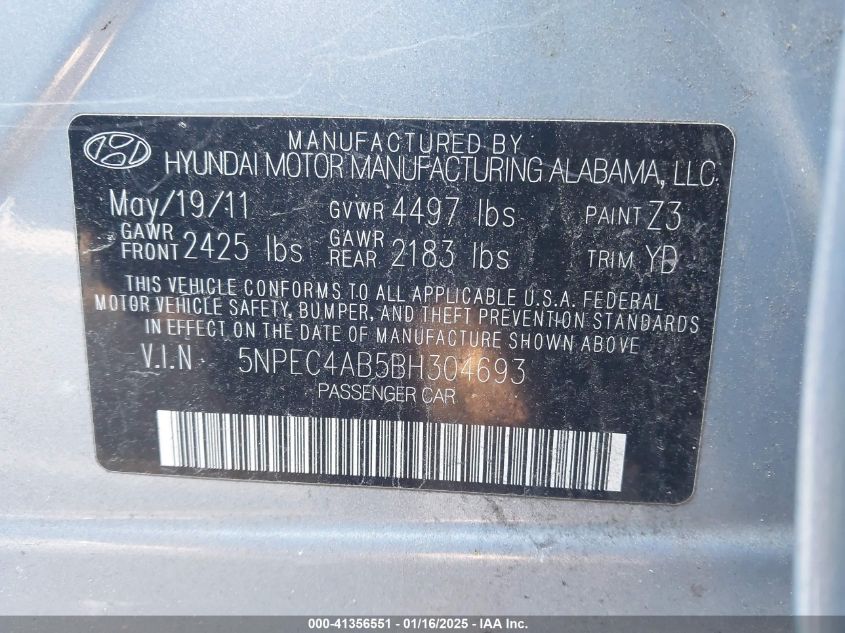 MANUFACTURED BY
HYUNDAI MOTOR MANUFACTURING ALABAMA, LLC.
May/19/11 GVWR 4497 lbs PAINT Z3
GAWR FRONT 2425 lbs GAWR REAR 2183 lbs TRIM YD
THIS VEHICLE CONFORMS TO ALL APPLICABLE U.S.A. FEDERAL
MOTOR VEHICLE SAFETY, BUMPER, AND THEFT PREVENTION STANDARDS
IN EFFECT ON THE DATE OF MANUFACTURE SHOWN ABOVE
V.I.N 5NPEC4AB5BH304693
PASSENGER CAR
000-41356551 / 01/16/2025 - IAA Inc.